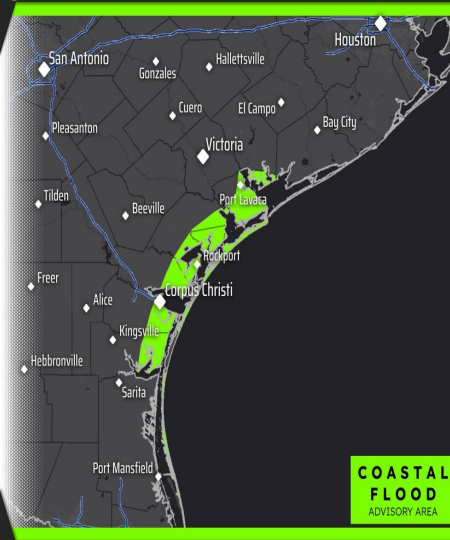 Houston
San Antonio
Hallettsville
Gonzales
Cuero
El Campo
Bay City
Pleasanton
Victoria
Tilden
Port Lavaca
Beeville
Rockport
Freer
Corpus Christi
Alice
Kingsville
Hebbronville
Sarita
Port Mansfield
COASTAL
FLOOD
ADVISORY AREA